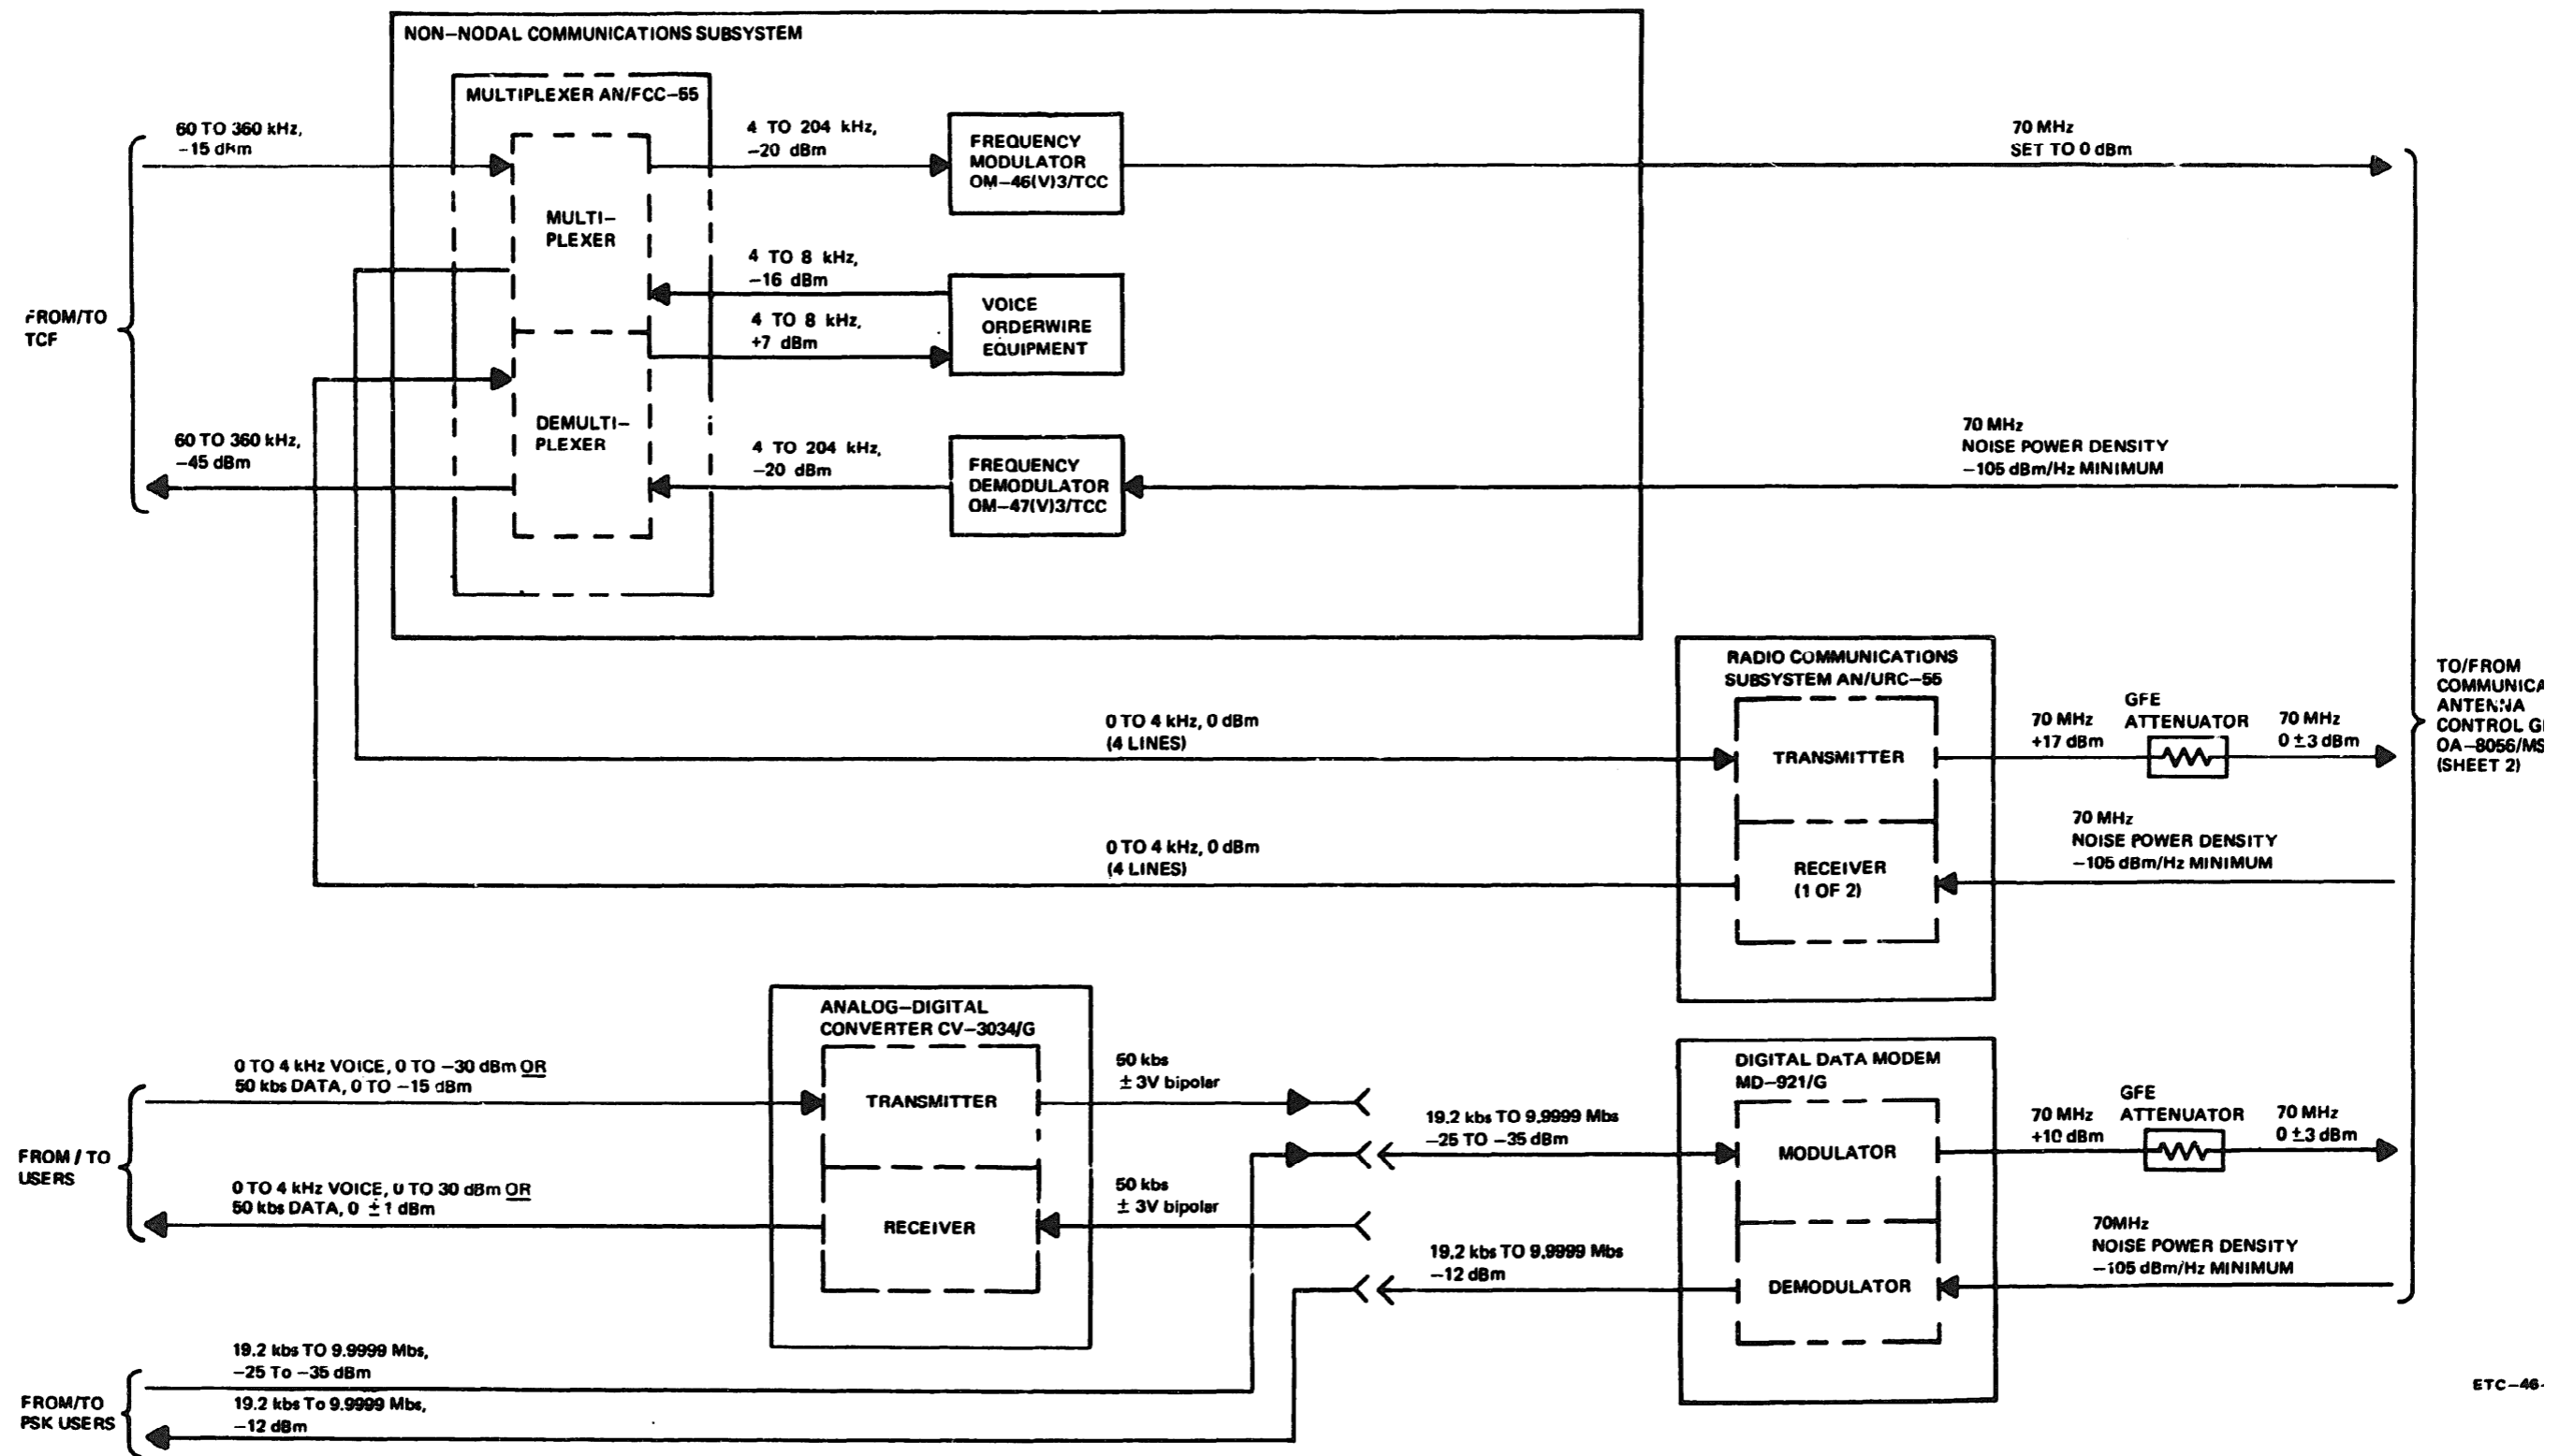 NON-NODAL COMMUNICATIONS SUBSYSTEM
MULTIPLEXER AN/FCC-55
60 TO 360 kHz,
-15 dBm
4 TO 204 kHz,
-20 dBm
FREQUENCY
MODULATOR
OM-46(V)3/TCC
70 MHz
SET TO 0 dBm
MULTI-
PLEXER
4 TO 8 kHz,
-16 dBm
4 TO 8 kHz,
+7 dBm
VOICE
ORDERWIRE
EQUIPMENT
FROM/TO
TCF
DEMULTI-
PLEXER
60 TO 360 kHz,
-45 dBm
4 TO 204 kHz,
-20 dBm
FREQUENCY
DEMODULATOR
OM-47(V)3/TCC
70 MHz
NOISE POWER DENSITY
-105 dBm/Hz MINIMUM
RADIO COMMUNICATIONS
SUBSYSTEM AN/URC-55
0 TO 4 kHz, 0 dBm
(4 LINES)
TRANSMITTER
70 MHz
+17 dBm
GFE
ATTENUATOR
70 MHz
0 ±3 dBm
TO/FROM
COMMUNICA
ANTENNA
CONTROL G
OA-8056/MS
(SHEET 2)
0 TO 4 kHz, 0 dBm
(4 LINES)
RECEIVER
(1 OF 2)
70 MHz
NOISE POWER DENSITY
-105 dBm/Hz MINIMUM
ANALOG-DIGITAL
CONVERTER CV-3034/G
0 TO 4 kHz VOICE, 0 TO -30 dBm OR
50 kbs DATA, 0 TO -15 dBm
TRANSMITTER
50 kbs
± 3V bipolar
DIGITAL DATA MODEM
MD-921/G
19.2 kbs TO 9.9999 Mbs
-25 TO -35 dBm
MODULATOR
70 MHz
+10 dBm
GFE
ATTENUATOR
70 MHz
0 ±3 dBm
FROM / TO
USERS
0 TO 4 kHz VOICE, 0 TO 30 dBm OR
50 kbs DATA, 0 ±1 dBm
RECEIVER
50 kbs
± 3V bipolar
19.2 kbs TO 9.9999 Mbs
-12 dBm
DEMODULATOR
70MHz
NOISE POWER DENSITY
-105 dBm/Hz MINIMUM
19.2 kbs TO 9.9999 Mbs,
-25 To -35 dBm
FROM/TO
PSK USERS
19.2 kbs To 9.9999 Mbs,
-12 dBm
ETC-46-